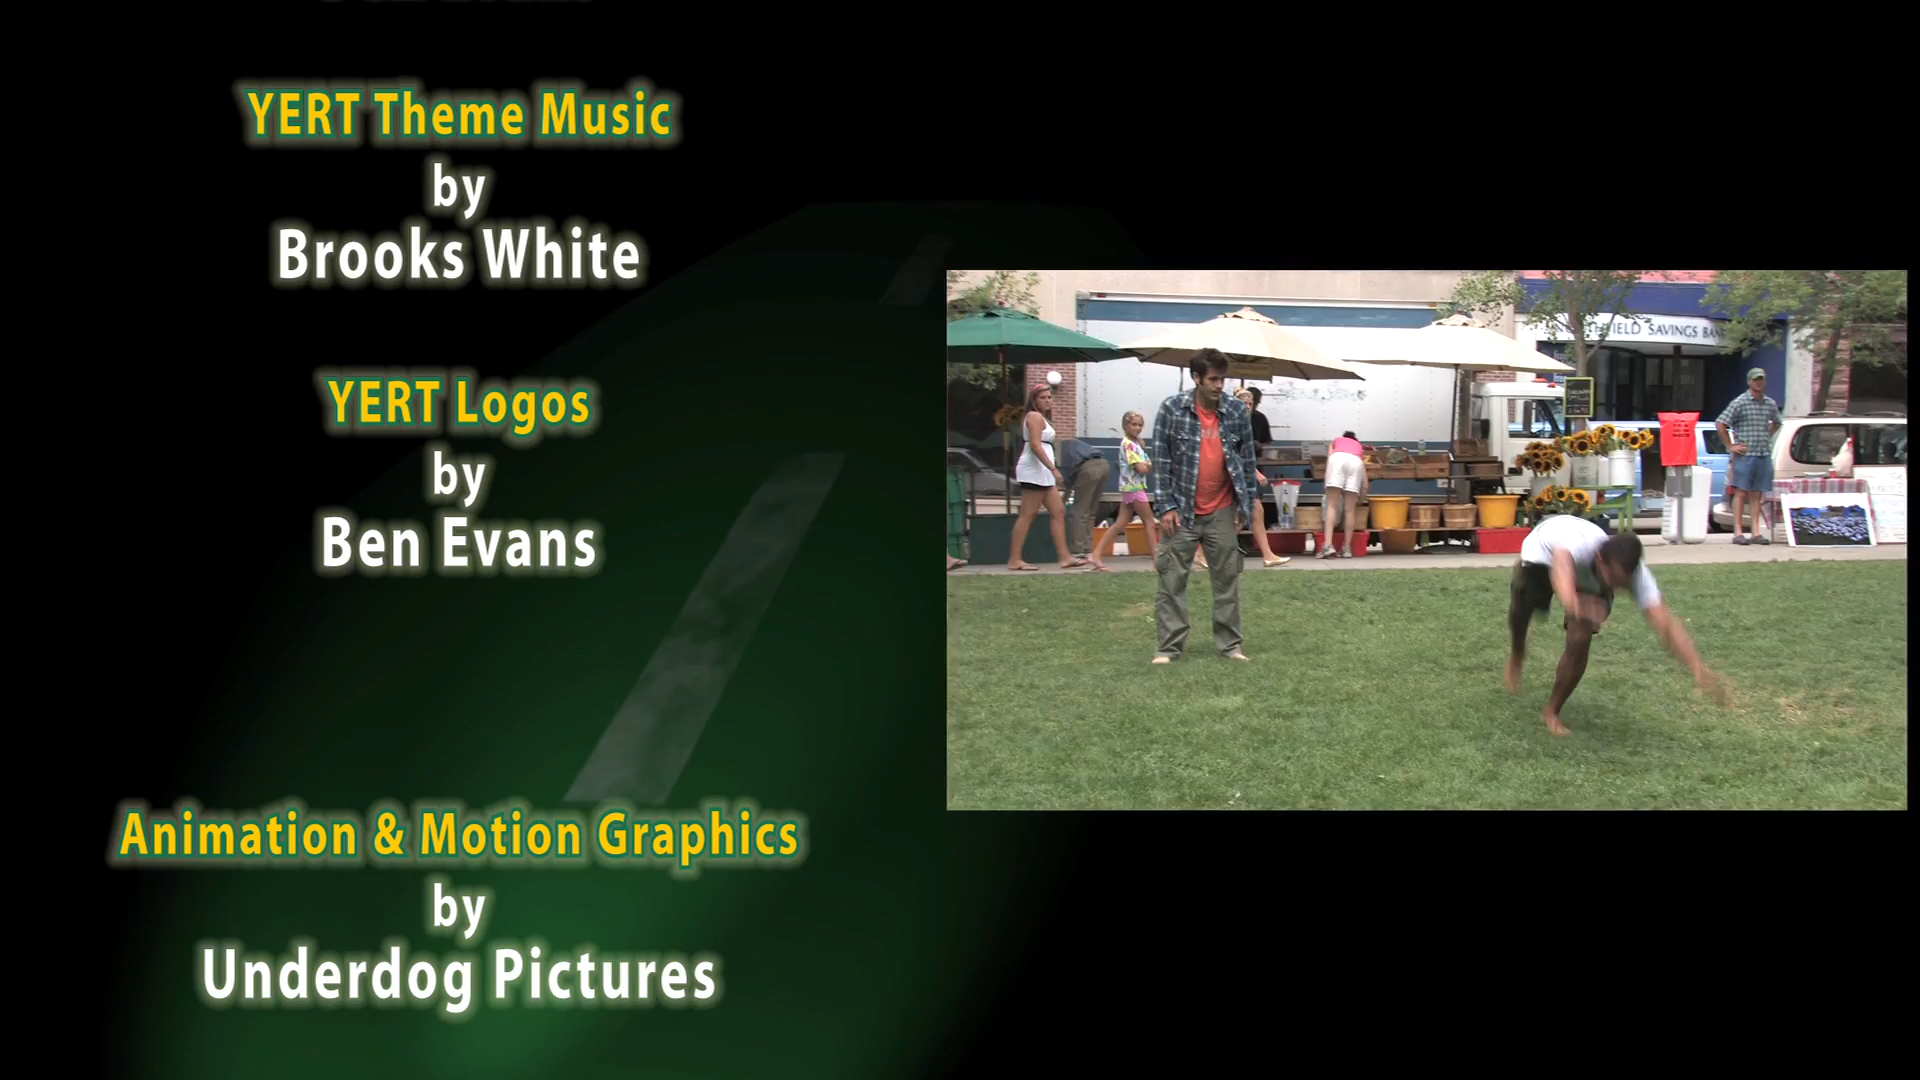 YERT Theme Music
by
Brooks White
YERT Logos
by
Ben Evans
Animation & Motion Graphics
by
Underdog Pictures
SAVINGS BANK